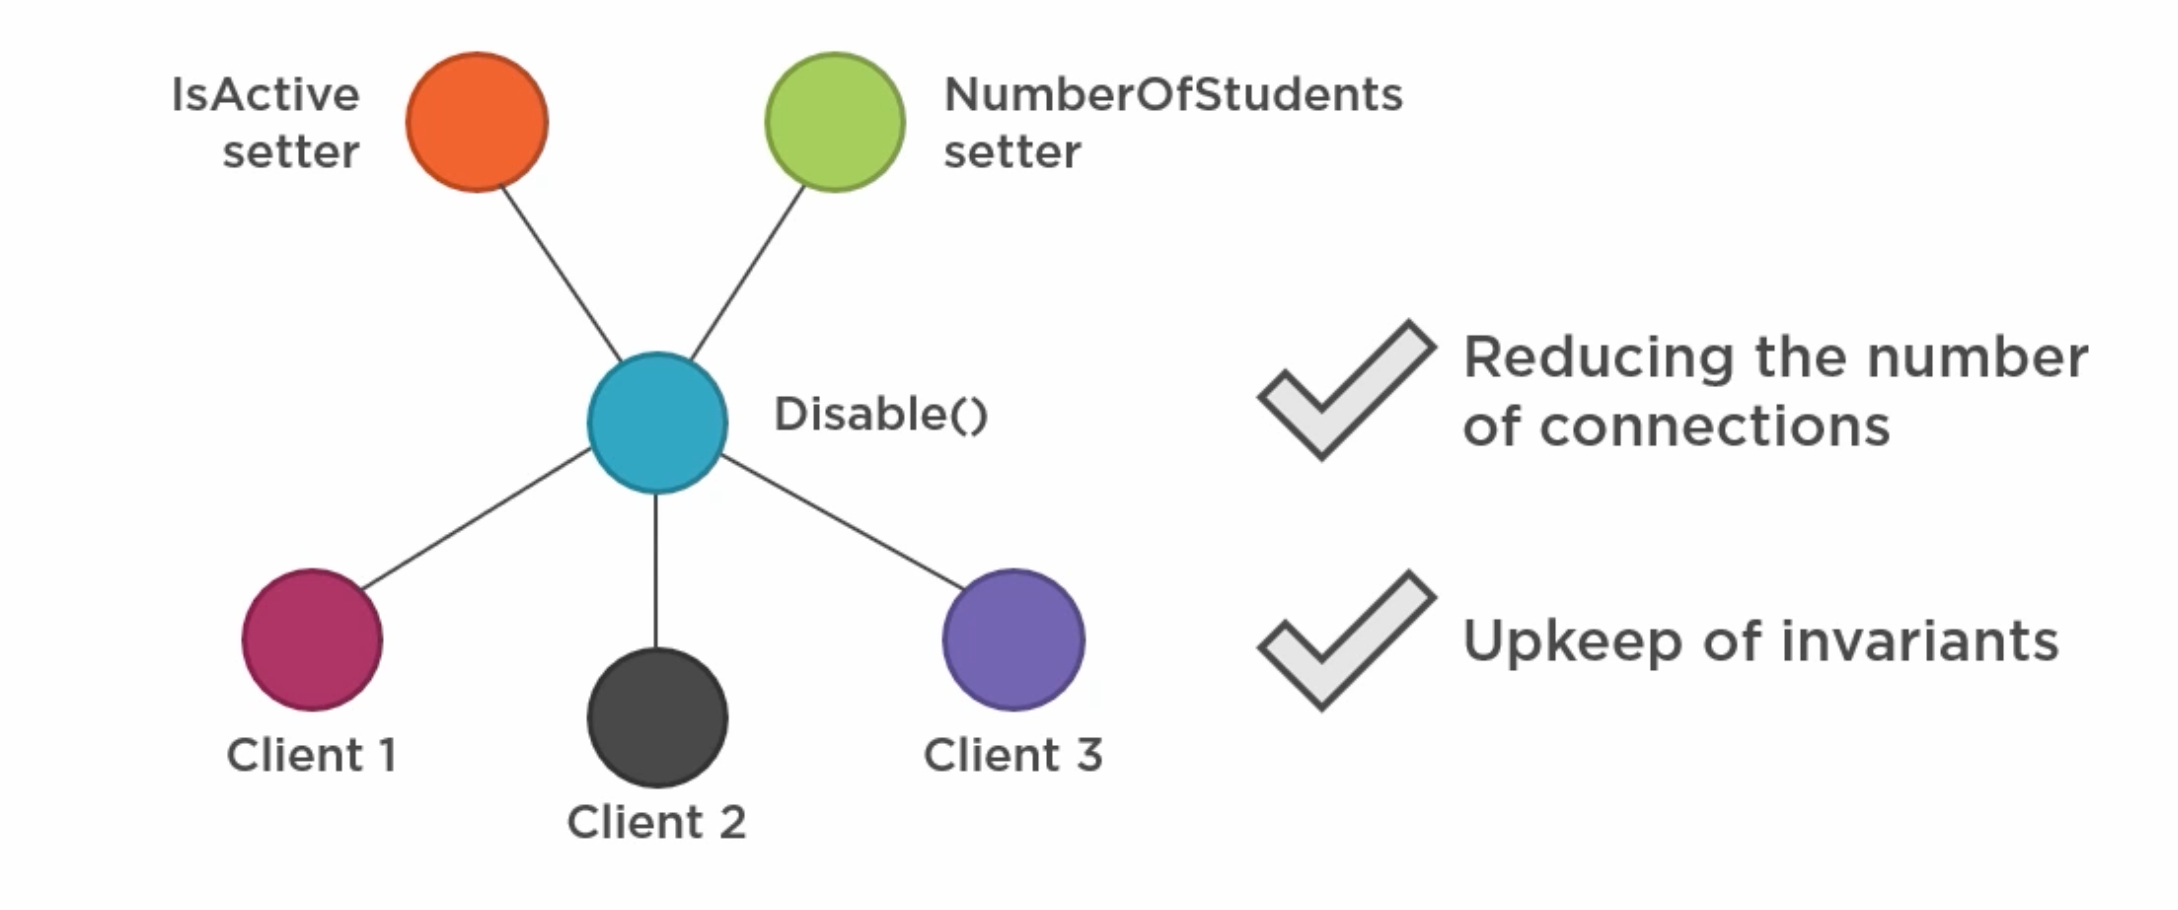 IsActive
setter
NumberOfStudents
setter
Disable()
Reducing the number
of connections
Upkeep of invariants
Client 1
Client 2
Client 3